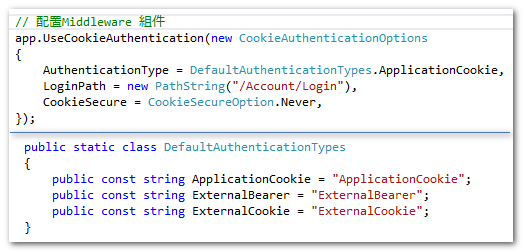 // 配置Middleware 組件
app.UseCookieAuthentication(new CookieAuthenticationOptions
{
    AuthenticationType = DefaultAuthenticationTypes.ApplicationCookie,
    LoginPath = new PathString("/Account/Login"),
    CookieSecure = CookieSecureOption.Never,
});
public static class DefaultAuthenticationTypes
{
    public const string ApplicationCookie = "ApplicationCookie";
    public const string ExternalBearer = "ExternalBearer";
    public const string ExternalCookie = "ExternalCookie";
}